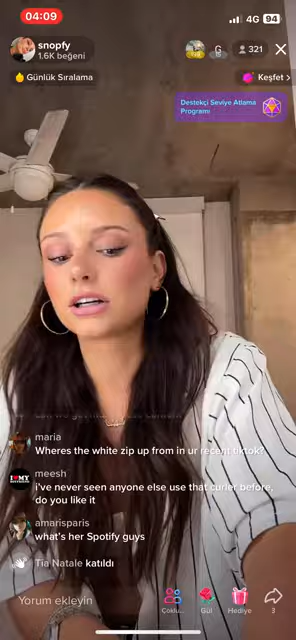 04:09
4G 94
snopfy
1.6K beğeni
G
321
Günlük Sıralama
Keşfet >
Destekçi Seviye Atlama
Programı
maria
Wheres the white zip up from in ur recent tiktok?
meesh
i've never seen anyone else use that curler before,
do you like it
amarisparis
what's her Spotify guys
Tia Natale katıldı
Yorum ekleyin
Çoklu...
Gül
Hediye
3